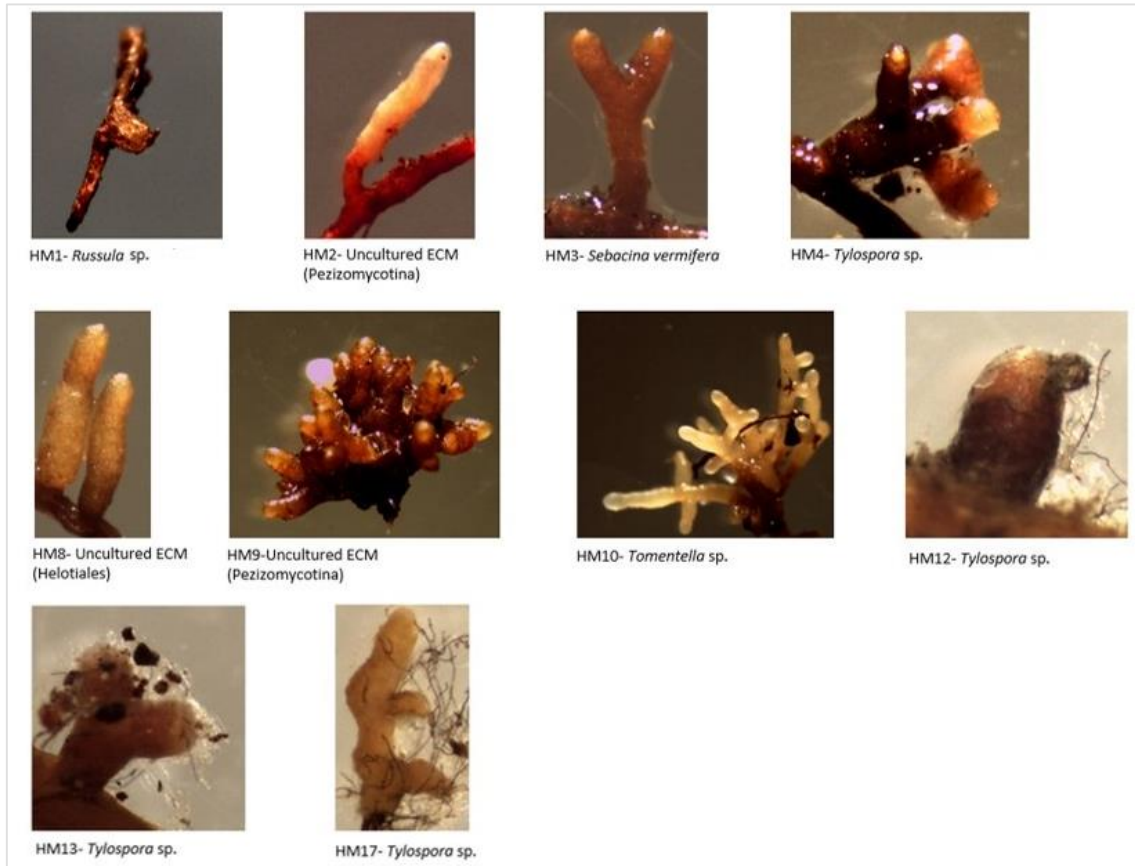 HM1- Russula sp.
HM2- Uncultured ECM
(Pezizomycotina)
HM3- Sebacina vermifera
HM4- Tylospora sp.
HM8- Uncultured ECM
(Helotiales)
HM9-Uncultured ECM
(Pezizomycotina)
HM10- Tomentella sp.
HM12- Tylospora sp.
HM13- Tylospora sp.
HM17- Tylospora sp.